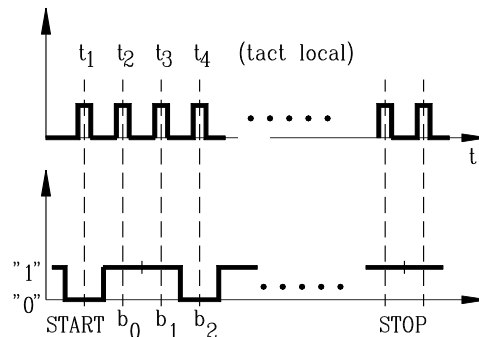 t1 t2 t3 t4 (tact local)
t
"1"
"0"
START b0 b1 b2 STOP